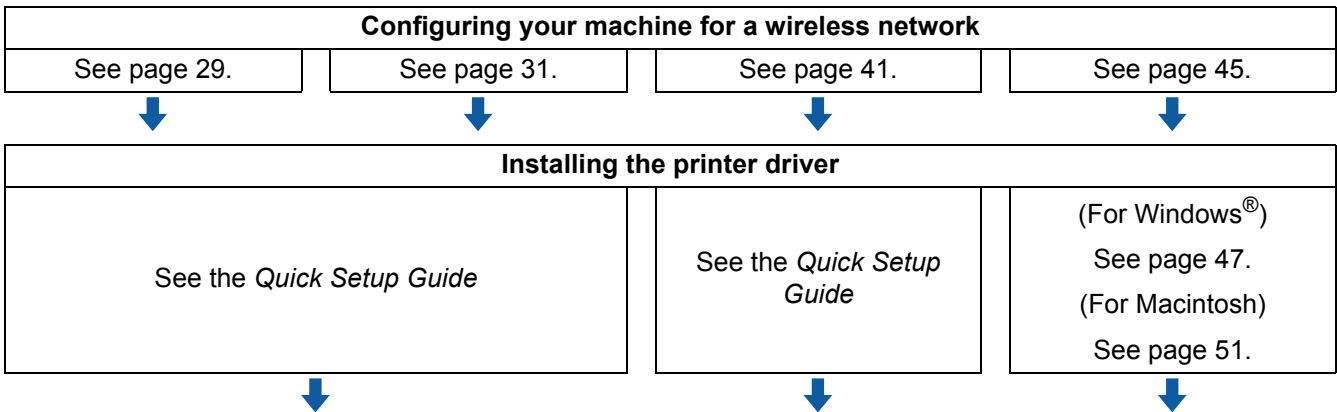 Configuring your machine for a wireless network
See page 29.
See page 31.
See page 41.
See page 45.
Installing the printer driver
See the Quick Setup Guide
See the Quick Setup
Guide
(For Windows®)
See page 47.
(For Macintosh)
See page 51.